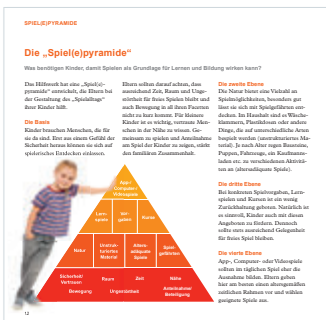 SPIEL(E)PYRAMIDE
Die „Spiel(e)pyramide“
Was benötigen Kinder, damit Spielen als Grundlage für Lernen und Bildung wirken kann?
Das Hilfswerk hat eine „Spiel(e)-
pyramide“ entwickelt, die Eltern bei
der Gestaltung des „Spielalltags“
ihrer Kinder hilft.
Die Basis
Kinder brauchen Menschen, die für
sie da sind. Erst aus einem Gefühl der
Sicherheit heraus können sie sich auf
spielerisches Entdecken einlassen.
Eltern sollten darauf achten, dass
ausreichend Zeit, Raum und Unge-
störtheit für freies Spielen bleibt und
auch Bewegung in all ihren Facetten
nicht zu kurz kommt. Für kleinere
Kinder ist es wichtig, vertraute Men-
schen in der Nähe zu wissen. Ge-
meinsam zu spielen und Anteilnahme
am Spiel der Kinder zu zeigen, stärkt
den familiären Zusammenhalt.
Die zweite Ebene
Die Natur bietet eine Vielzahl an
Spielmöglichkeiten, besonders gut
lässt sie sich mit Spielgefährten ent-
decken. Im Haushalt sind es Wäsche-
klammern, Plastikdosen oder andere
Dinge, die auf unterschiedliche Arten
bespielt werden (unstrukturiertes Ma-
terial). Je nach Alter regen Bausteine,
Puppen, Fahrzeuge, ein Kaufmanns-
laden etc. zu verschiedenen Aktivitä-
ten an (altersadäquate Spiele).
Die dritte Ebene
Bei konkreten Spielvorgaben, Lern-
spielen und Kursen ist ein wenig
Zurückhaltung geboten. Natürlich ist
es sinnvoll, Kinder auch mit diesen
Angeboten zu fördern. Dennoch
sollte stets ausreichend Gelegenheit
für freies Spiel bleiben.
Die vierte Ebene
App-, Computer- oder Videospiele
sollten im täglichen Spiel eher die
Ausnahme bilden. Eltern geben
hier am besten einen altersgemäßen
zeitlichen Rahmen vor und wählen
geeignete Spiele aus.
App-/
Computer-/
Videospiele
Lern-
spiele
Vor-
gaben
Kurse
Natur
Unstruk-
turiertes
Material
Alters-
adäquate
Spiele
Spiel-
gefährten
Sicherheit/
Vertrauen
Raum
Zeit
Nähe
Bewegung
Ungestörtheit
Anteilnahme/
Beteiligung
12